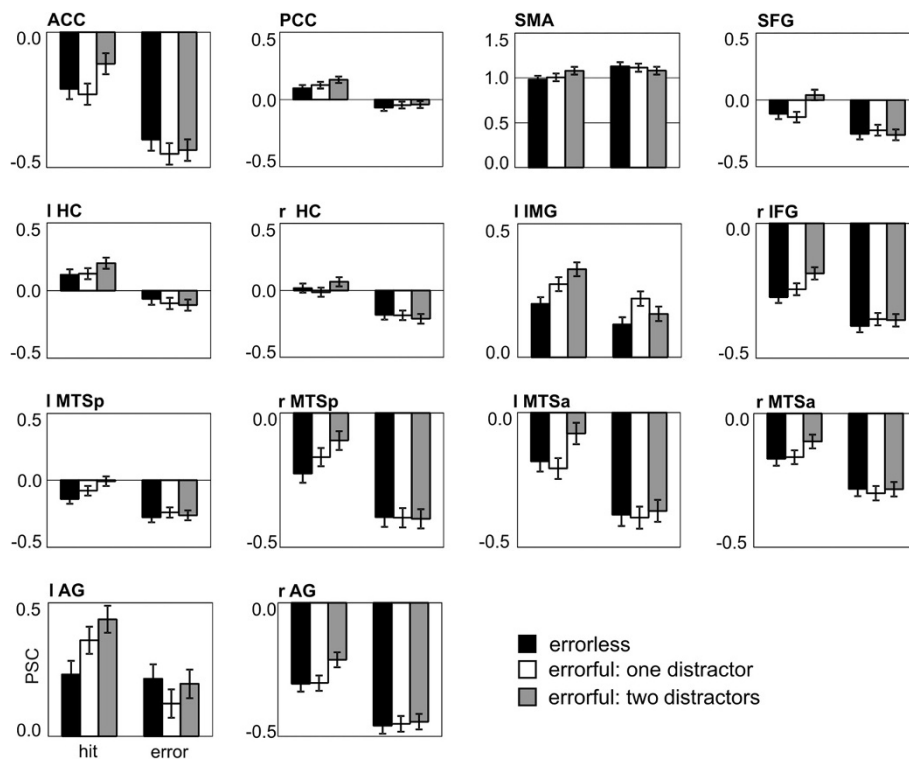 ACC
0.0
-0.5
PCC
0.5
0.0
-0.5
SMA
1.5
1.0
0.5
0.0
SFG
0.5
0.0
-0.5
l HC
0.5
0.0
-0.5
r HC
0.5
0.0
-0.5
l IMG
0.5
0.0
r IFG
0.0
-0.5
l MTSp
0.5
0.0
-0.5
r MTSp
0.0
-0.5
l MTSa
0.0
-0.5
r MTSa
0.0
-0.5
l AG
0.5
PSC
0.0
hit error
r AG
0.0
-0.5
errorless
errorful: one distractor
errorful: two distractors